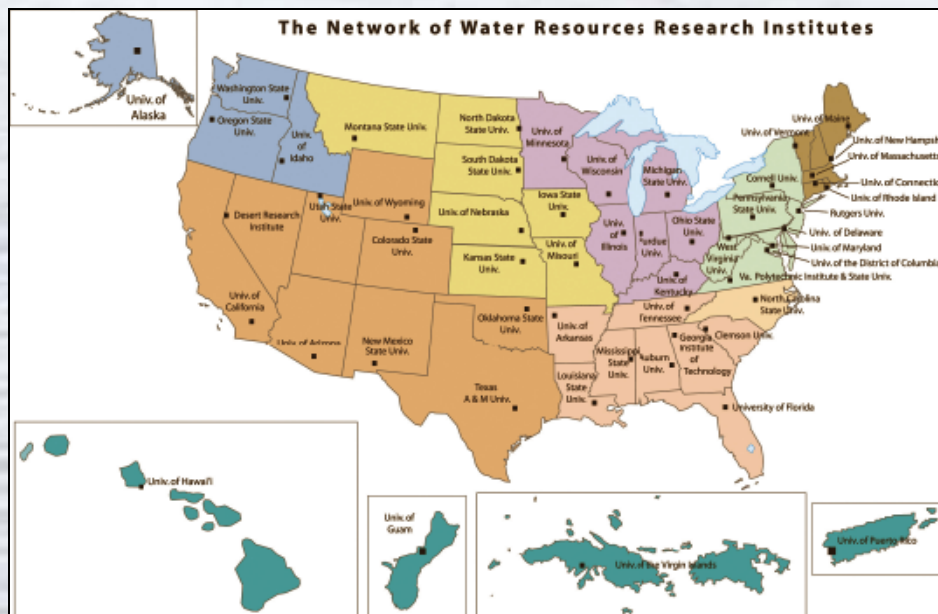 The Network of Water Resources Research Institutes
Univ. of
Alaska
Washington State
Univ.
Oregon State
Univ.
Univ.
of
Idaho
Montana State Univ.
North Dakota
State Univ.
South Dakota
State Univ.
Univ. of Nebraska
Kansas State
Univ.
Univ. of
Minnesota
Univ. of
Wisconsin
Michigan
State Univ.
Iowa State
Univ.
Univ. of
Missouri
Univ. of
Illinois
Purdue
Univ.
Ohio State
Univ.
Univ. of
Kentucky
Desert Research
Institute
Utah State
Univ.
Univ. of Wyoming
Colorado State
Univ.
Univ. of
California
Univ. of Arizona
New Mexico
State Univ.
Oklahoma State
Univ.
Texas
A & M Univ.
Univ. of
Arkansas
Louisiana
State
Univ.
Mississippi
State
Univ.
Auburn
Univ.
Georgia
Institute
of
Technology
Univ. of
Tennessee
Clemson Univ.
North Carolina
State Univ.
University of Florida
Univ. of Maine
Univ. of Vermont
Univ. of New Hampsh
Univ. of Massachusett
Univ. of Connectic
Univ. of Rhode Island
Cornell Univ.
Pennsylvania
State Univ.
Rutgers Univ.
Univ. of Delaware
Univ. of Maryland
Univ. of the District of Columbia
West
Virginia
Univ.
Va. Polytechnic Institute & State Univ.
Univ. of Hawai'i
Univ. of
Guam
Univ. of the Virgin Islands
Univ. of Puerto Rico